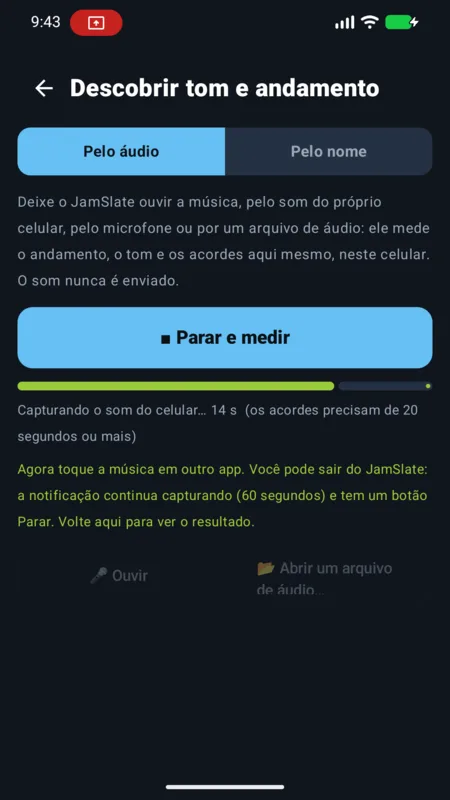 9:43
Descobrir tom e andamento
Pelo áudio
Pelo nome
Deixe o JamSlate ouvir a música, pelo som do próprio
celular, pelo microfone ou por um arquivo de áudio: ele mede
o andamento, o tom e os acordes aqui mesmo, neste celular.
O som nunca é enviado.
■ Parar e medir
Capturando o som do celular… 14 s (os acordes precisam de 20
segundos ou mais)
Agora toque a música em outro app. Você pode sair do JamSlate:
a notificação continua capturando (60 segundos) e tem um botão
Parar. Volte aqui para ver o resultado.
🎤 Ouvir
📂 Abrir um arquivo
de áudio…